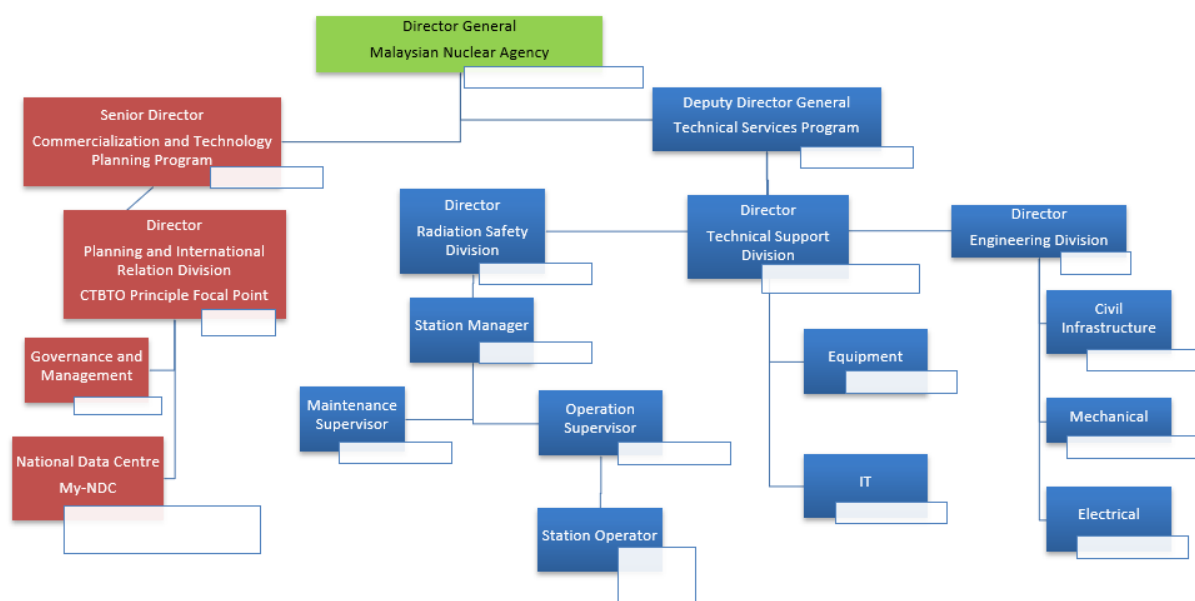 Director General
Malaysian Nuclear Agency
Senior Director
Commercialization and Technology
Planning Program
Deputy Director General
Technical Services Program
Director
Planning and International
Relation Division
CTBTO Principle Focal Point
Director
Radiation Safety
Division
Director
Technical Support
Division
Director
Engineering Division
Governance and
Management
National Data Centre
My-NDC
Station Manager
Maintenance
Supervisor
Operation
Supervisor
Station Operator
Equipment
IT
Civil
Infrastructure
Mechanical
Electrical